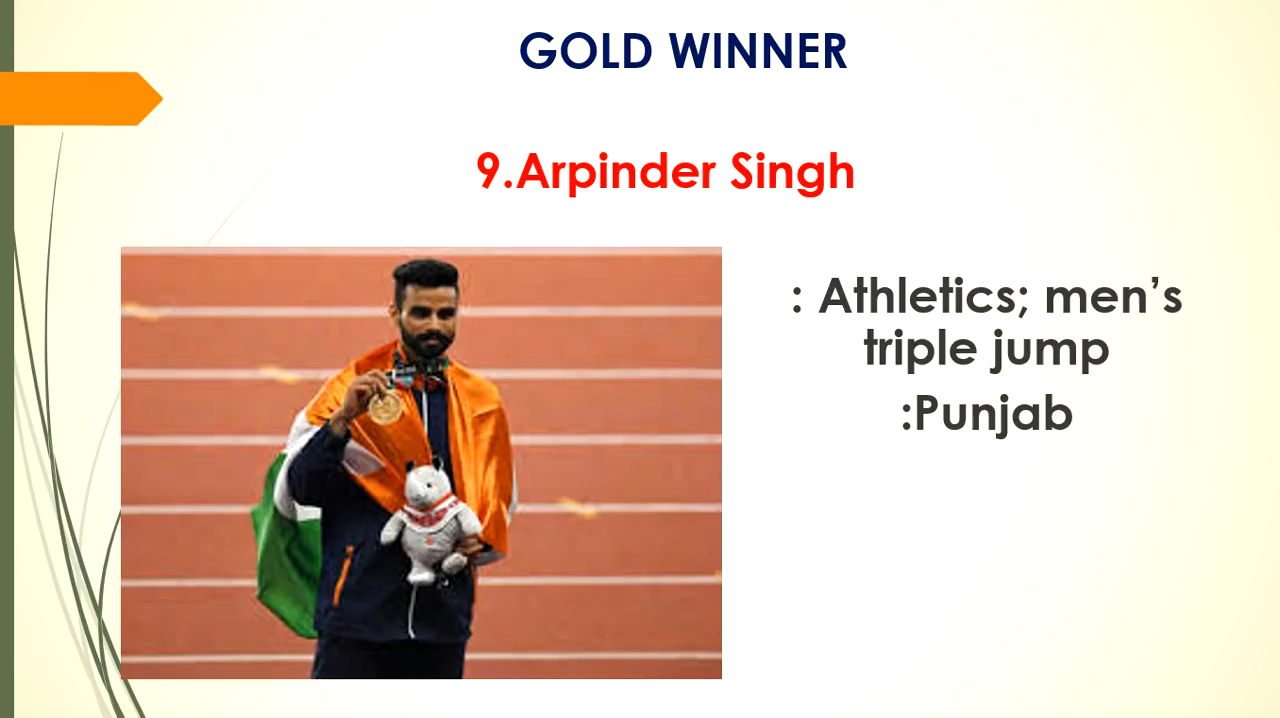 GOLD WINNER
9.Arpinder Singh
: Athletics; men’s
triple jump
:Punjab